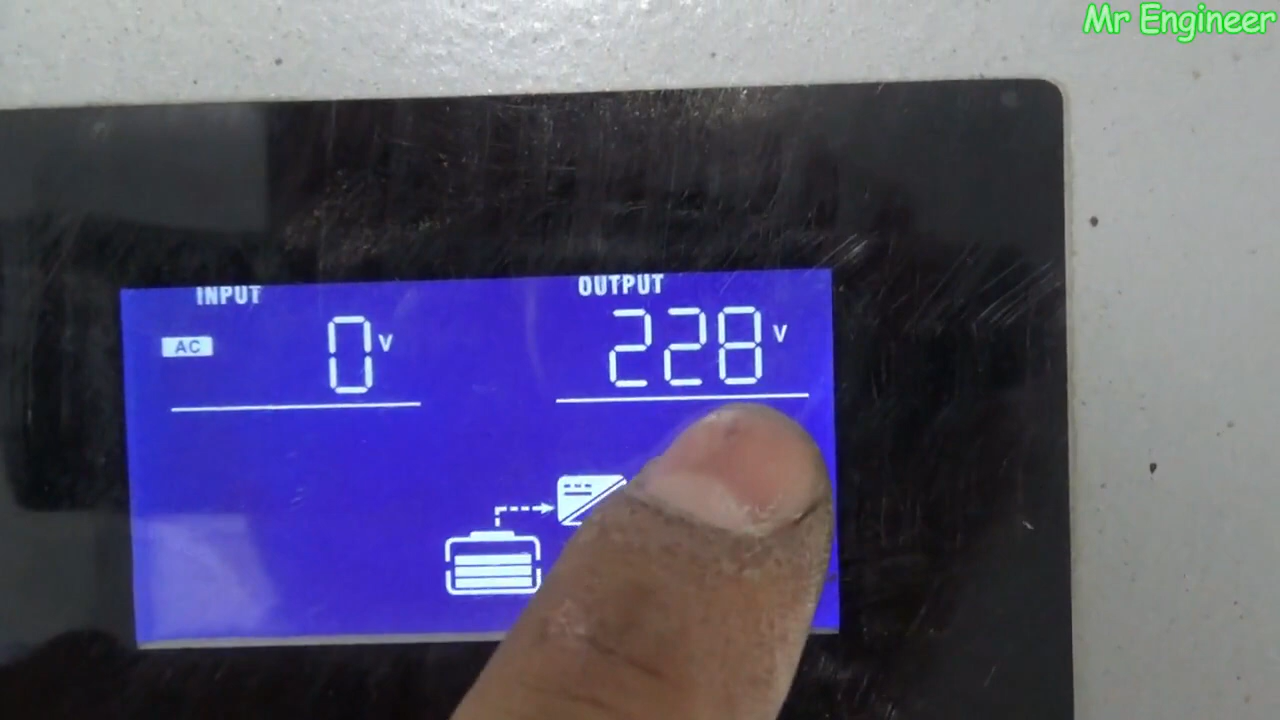 Mr Engineer
INPUT
OUTPUT
AC 0 V
228 V